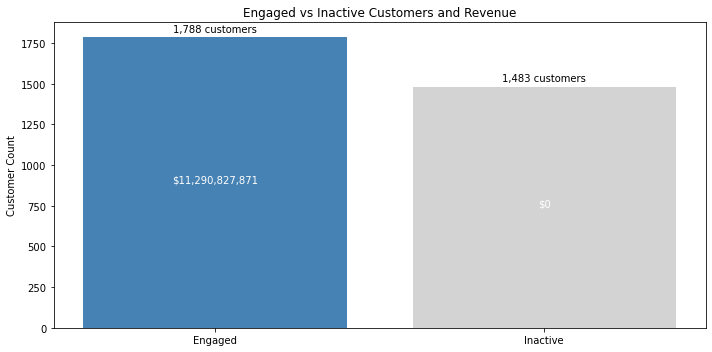 Engaged vs Inactive Customers and Revenue
1,788 customers
1,483 customers
$11,290,827,871
$0
Customer Count
1750
1500
1250
1000
750
500
250
0
Engaged
Inactive